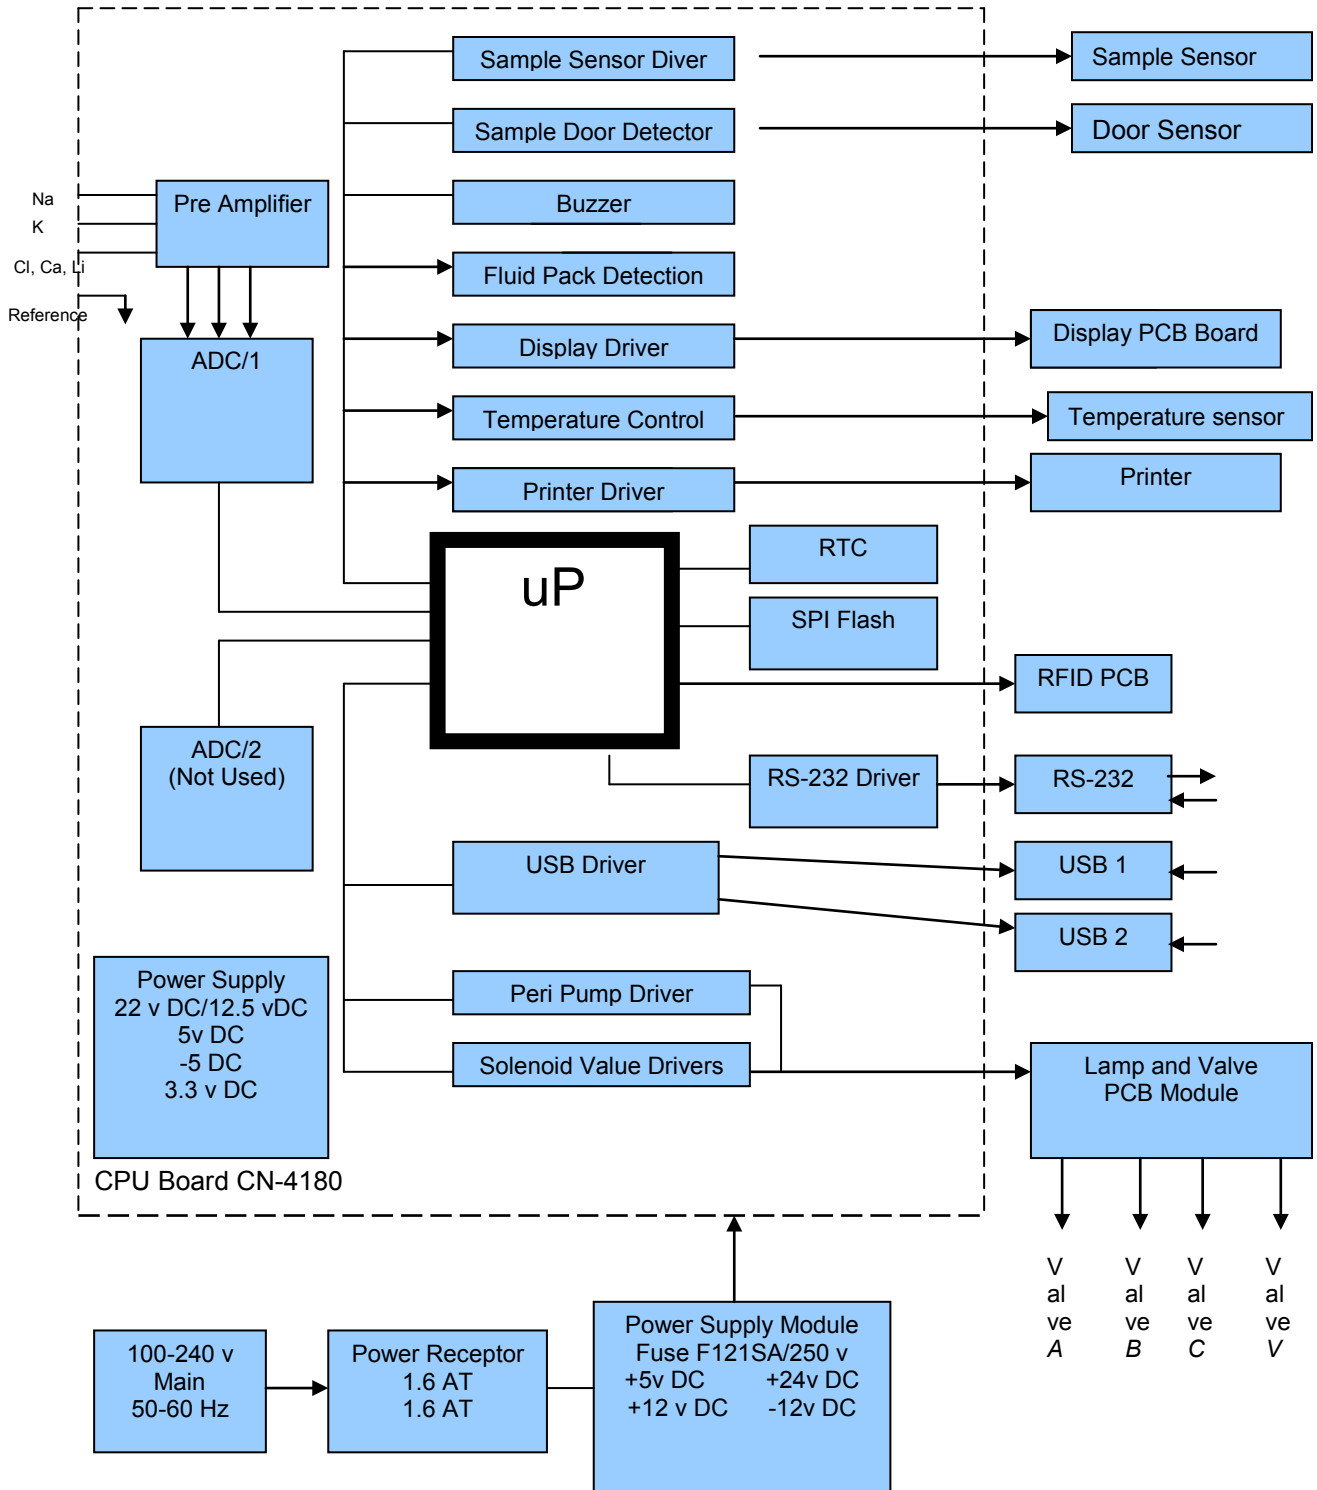 Sample Sensor Diver
Sample Sensor
Sample Door Detector
Door Sensor
Na
K
Cl, Ca, Li
Reference
Pre Amplifier
Buzzer
Fluid Pack Detection
ADC/1
Display Driver
Display PCB Board
Temperature Control
Temperature sensor
Printer Driver
Printer
uP
RTC
SPI Flash
RFID PCB
ADC/2
(Not Used)
RS-232 Driver
RS-232
USB Driver
USB 1
USB 2
Power Supply
22 v DC/12.5 vDC
5v DC
-5 DC
3.3 v DC
Peri Pump Driver
Solenoid Value Drivers
Lamp and Valve
PCB Module
CPU Board CN-4180
V
al
ve
A
V
al
ve
B
V
al
ve
C
V
al
ve
V
100-240 v
Main
50-60 Hz
Power Receptor
1.6 AT
1.6 AT
Power Supply Module
Fuse F121SA/250 v
+5v DC +24v DC
+12 v DC -12v DC